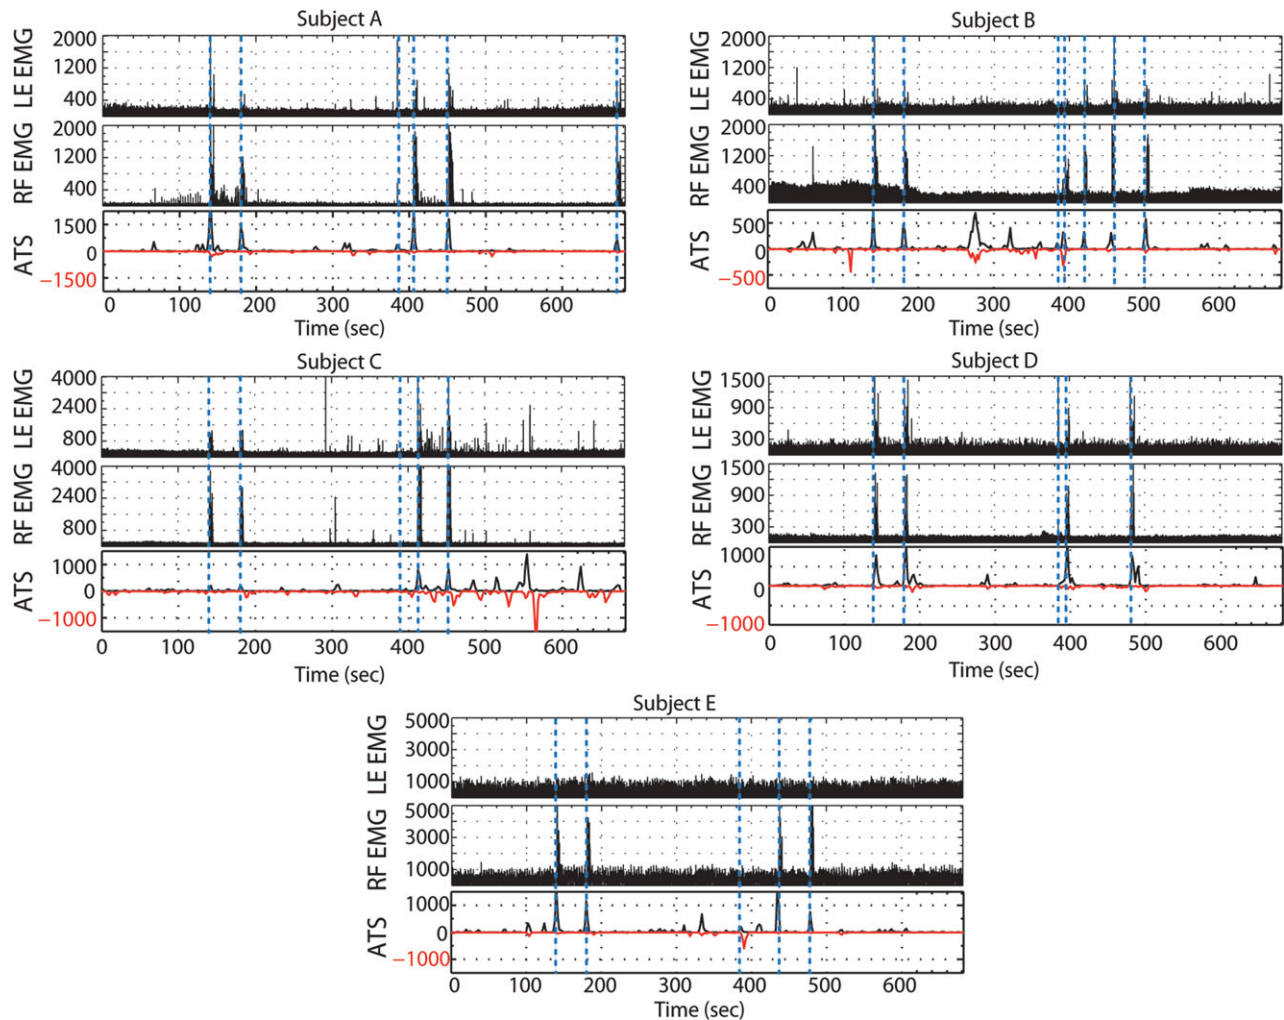 Subject A
LE EMG
2000
1200
400
RF EMG
2000
1200
400
ATS
1500
0
−1500
0 100 200 300 400 500 600
Time (sec)
Subject B
LE EMG
2000
1200
400
RF EMG
2000
1200
400
ATS
500
0
−500
0 100 200 300 400 500 600
Time (sec)
Subject C
LE EMG
4000
2400
800
RF EMG
4000
2400
800
ATS
1000
0
−1000
0 100 200 300 400 500 600
Time (sec)
Subject D
LE EMG
1500
900
300
RF EMG
1500
900
300
ATS
1000
0
−1000
0 100 200 300 400 500 600
Time (sec)
Subject E
LE EMG
5000
3000
1000
RF EMG
5000
3000
1000
ATS
1000
0
−1000
0 100 200 300 400 500 600
Time (sec)